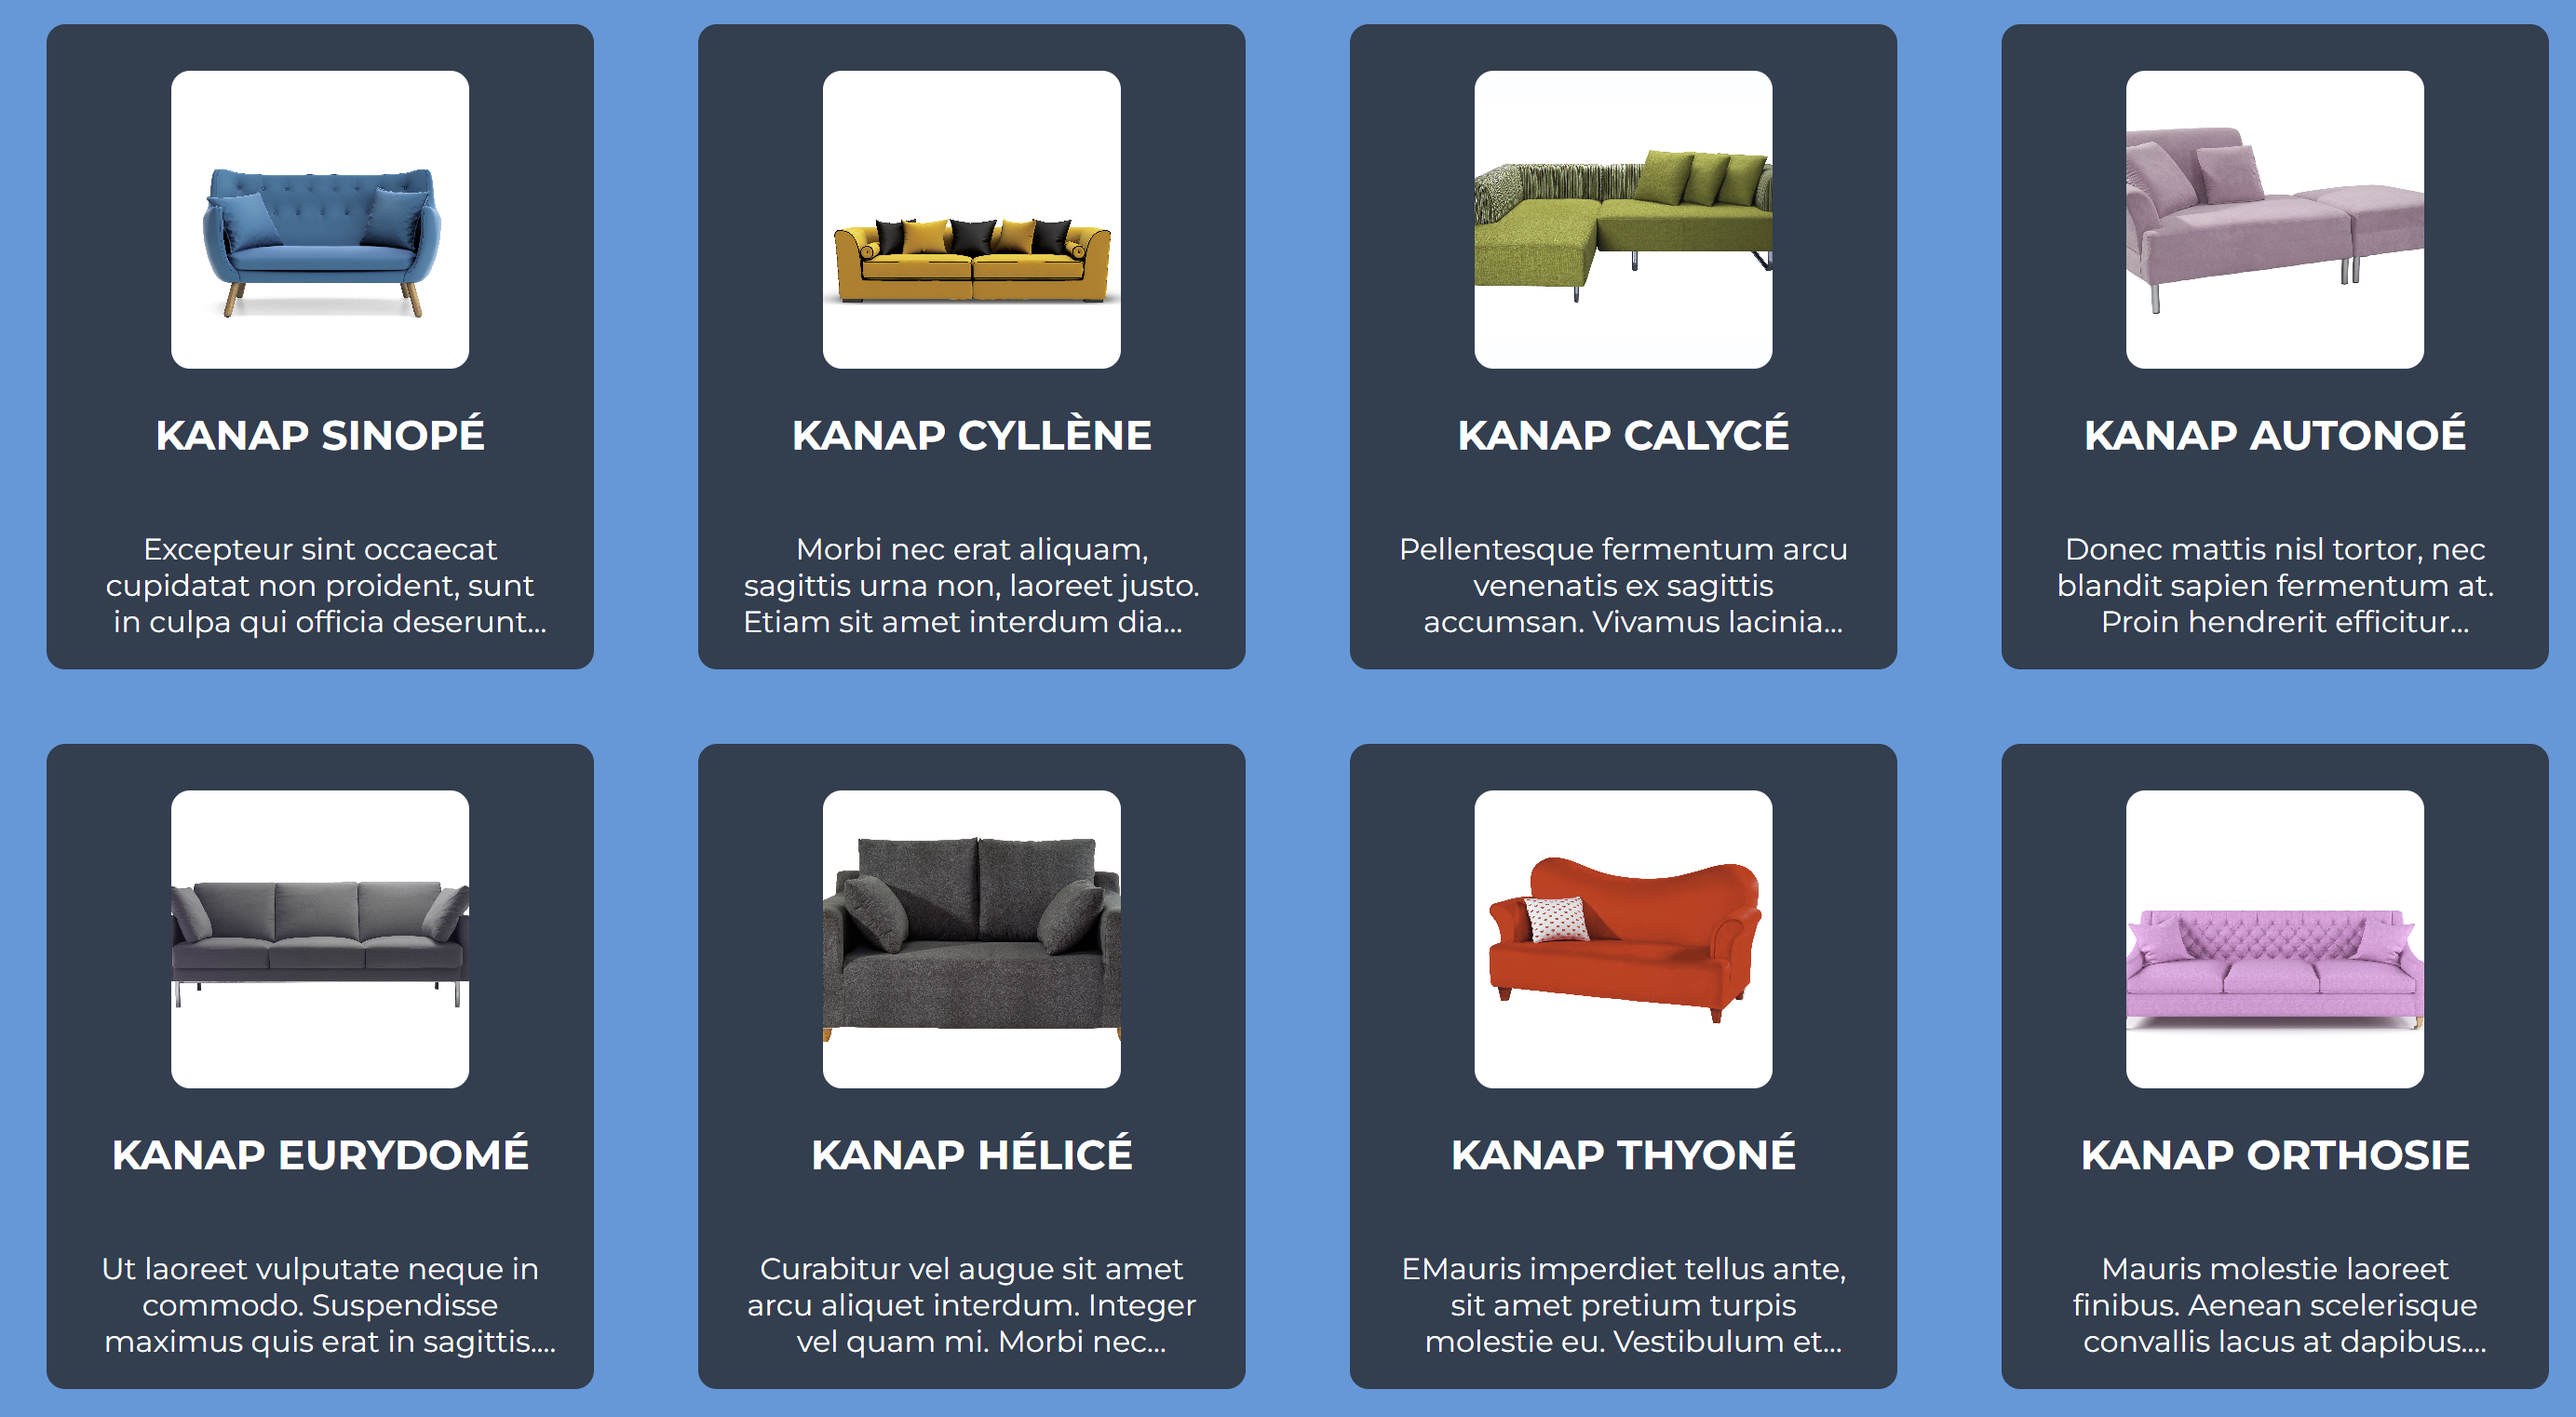 KANAP SINOPÉ
Excepteur sint occaecat
cupidatat non proident, sunt
in culpa qui officia deserunt...
KANAP CYLLÈNE
Morbi nec erat aliquam,
sagittis urna non, laoreet justo.
Etiam sit amet interdum dia...
KANAP CALYCÉ
Pellentesque fermentum arcu
venenatis ex sagittis
accumsan. Vivamus lacinia...
KANAP AUTONOÉ
Donec mattis nisl tortor, nec
blandit sapien fermentum at.
Proin hendrerit efficitur...
KANAP EURYDOMÉ
Ut laoreet vulputate neque in
commodo. Suspendisse
maximus quis erat in sagittis....
KANAP HÉLICÉ
Curabitur vel augue sit amet
arcu aliquet interdum. Integer
vel quam mi. Morbi nec...
KANAP THYONÉ
EMauris imperdiet tellus ante,
sit amet pretium turpis
molestie eu. Vestibulum et...
KANAP ORTHOSIE
Mauris molestie laoreet
finibus. Aenean scelerisque
convallis lacus at dapibus....